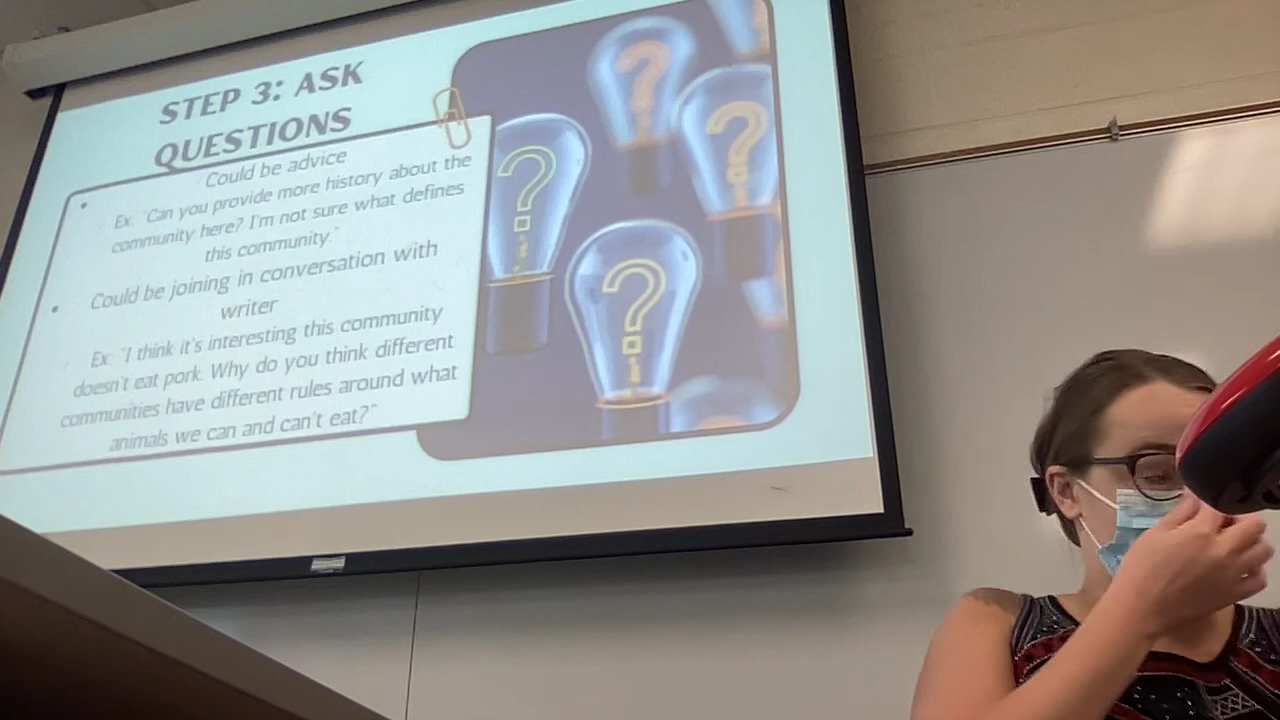 STEP 3: ASK
QUESTIONS
• Could be advice
Ex: "Can you provide more history about the
community here? I'm not sure what defines
this community."
• Could be joining in conversation with
writer
Ex: "I think it's interesting this community
doesn't eat pork. Why do you think different
communities have different rules around what
animals we can and can't eat?"